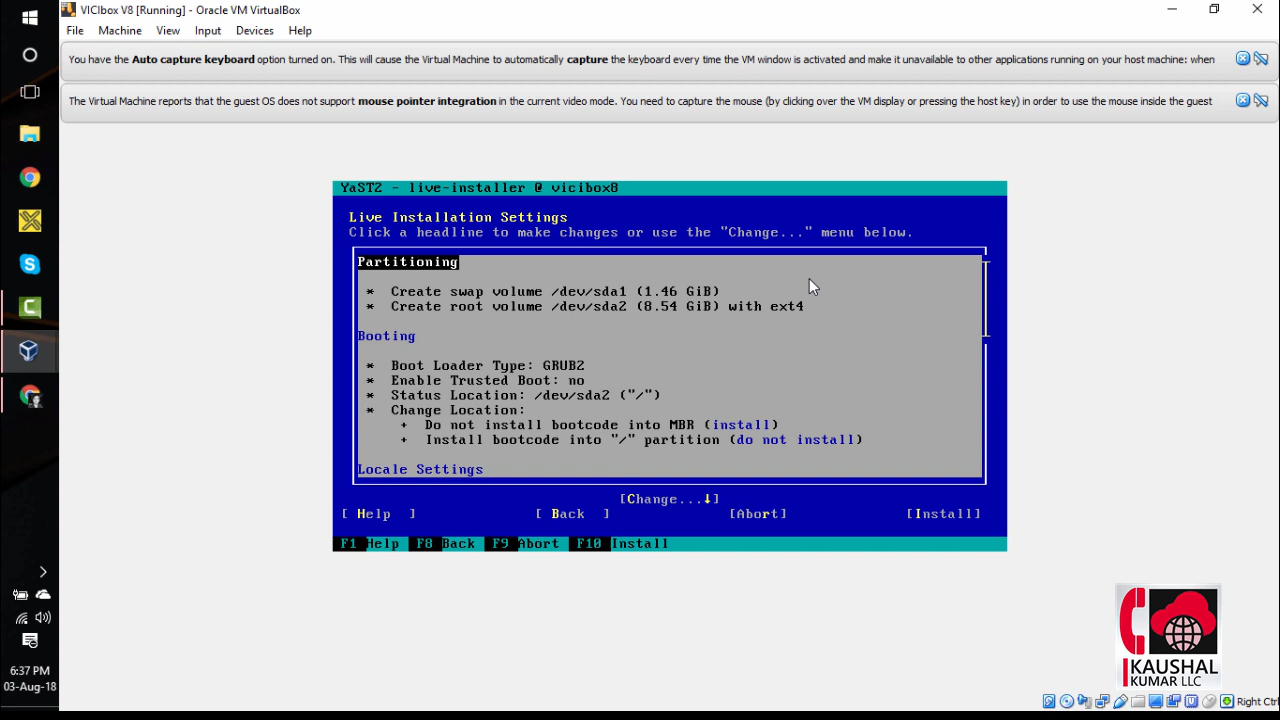 VICIbox V8 [Running] - Oracle VM VirtualBox
File Machine View Input Devices Help
You have the Auto capture keyboard option turned on. This will cause the Virtual Machine to automatically capture the keyboard every time the VM window is activated and make it unavailable to other applications running on your host machine: when
The Virtual Machine reports that the guest OS does not support mouse pointer integration in the current video mode. You need to capture the mouse (by clicking over the VM display or pressing the host key) in order to use the mouse inside the guest
YaST2 - live-installer @ vicibox8
Live Installation Settings
Click a headline to make changes or use the "Change..." menu below.
Partitioning
* Create swap volume /dev/sda1 (1.46 GiB)
* Create root volume /dev/sda2 (8.54 GiB) with ext4
Booting
* Boot Loader Type: GRUB2
* Enable Trusted Boot: no
* Status Location: /dev/sda2 ("/")
* Change Location:
+ Do not install bootcode into MBR (install)
+ Install bootcode into "/" partition (do not install)
Locale Settings
[Change...↓]
[ Help ] [ Back ] [Abort] [Install]
F1 Help F8 Back F9 Abort F10 Install
6:37 PM
03-Aug-18
KAUSHAL
KUMAR LLC
Right Ctrl